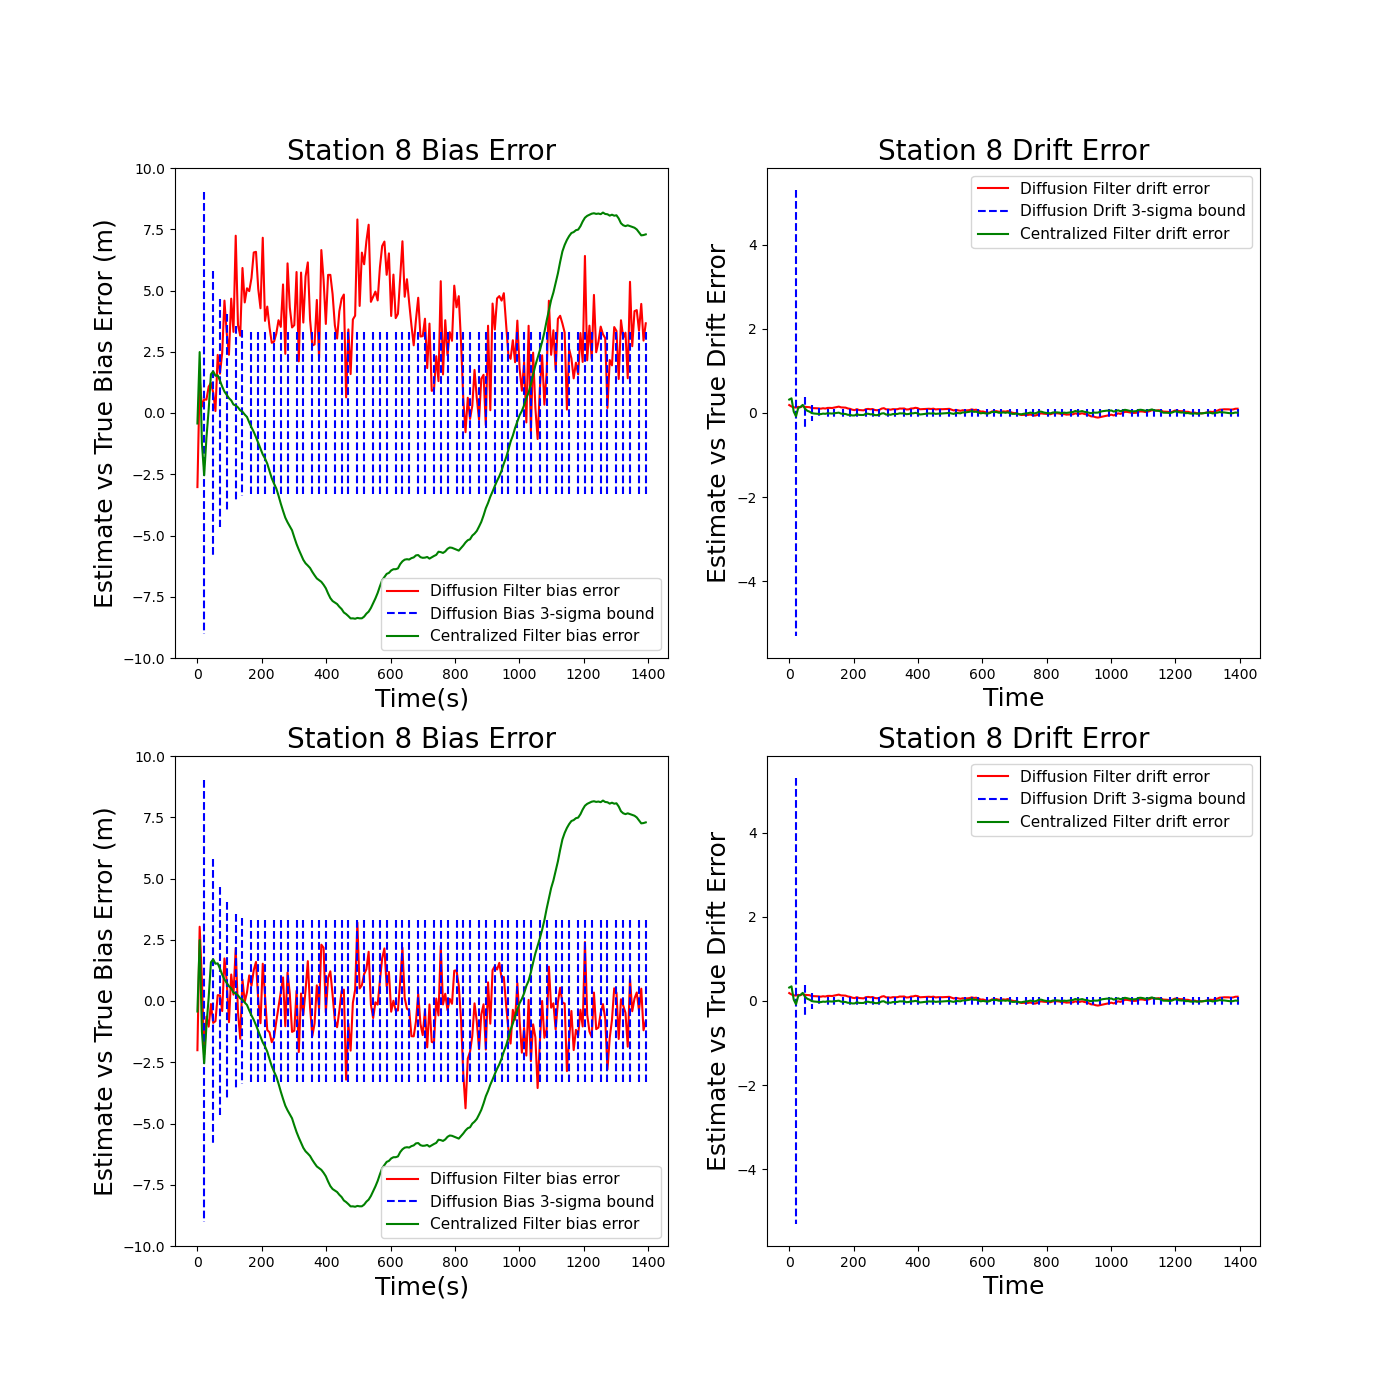 Station 8 Bias Error
Estimate vs True Bias Error (m)
10.0
7.5
5.0
2.5
0.0
−2.5
−5.0
−7.5
−10.0
Diffusion Filter bias error
Diffusion Bias 3-sigma bound
Centralized Filter bias error
0 200 400 600 800 1000 1200 1400
Time(s)
Station 8 Drift Error
Estimate vs True Drift Error
Diffusion Filter drift error
Diffusion Drift 3-sigma bound
Centralized Filter drift error
4
2
0
−2
−4
0 200 400 600 800 1000 1200 1400
Time
Station 8 Bias Error
Estimate vs True Bias Error (m)
10.0
7.5
5.0
2.5
0.0
−2.5
−5.0
−7.5
−10.0
Diffusion Filter bias error
Diffusion Bias 3-sigma bound
Centralized Filter bias error
0 200 400 600 800 1000 1200 1400
Time(s)
Station 8 Drift Error
Estimate vs True Drift Error
Diffusion Filter drift error
Diffusion Drift 3-sigma bound
Centralized Filter drift error
4
2
0
−2
−4
0 200 400 600 800 1000 1200 1400
Time